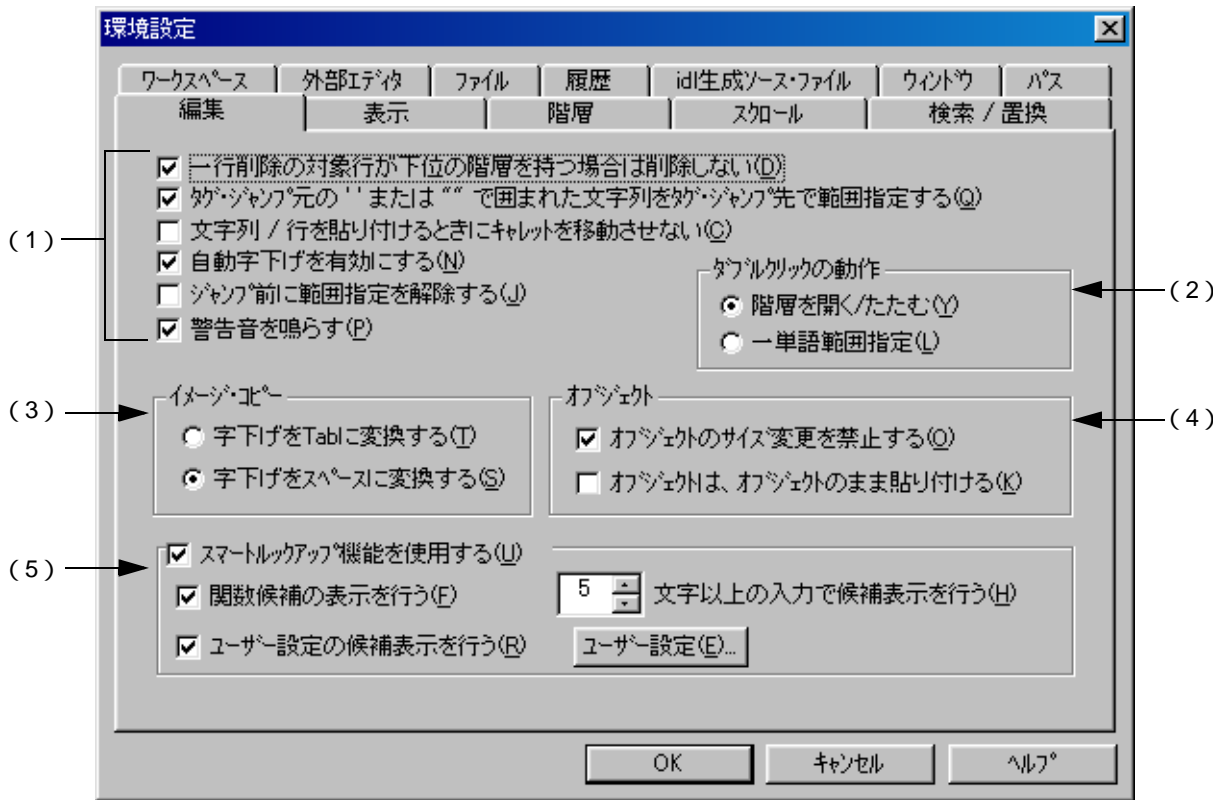 環境設定
ワークスペース 外部エディタ ファイル 履歴 idl生成ソース・ファイル ウィンドウ パス
編集 表示 階層 スクロール 検索 / 置換
一行削除の対象行が下位の階層を持つ場合は削除しない(D)
タグ・ジャンプ元の ' ' または "" で囲まれた文字列をタグ・ジャンプ先で範囲指定する(Q)
(1)
文字列 / 行を貼り付けるときにキャレットを移動させない(C)
自動字下げを有効にする(N)
ジャンプ前に範囲指定を解除する(J)
警告音を鳴らす(P)
ダブルクリックの動作
(2)
階層を開く/たたむ(Y)
一単語範囲指定(L)
(3)
イメージ・コピー
字下げをTabに変換する(T)
字下げをスペースに変換する(S)
オブジェクト
(4)
オブジェクトのサイズ変更を禁止する(O)
オブジェクトは、オブジェクトのまま貼り付ける(K)
(5)
スマートルックアップ機能を使用する(U)
関数候補の表示を行う(F)
5 文字以上の入力で候補表示を行う(H)
ユーザー設定の候補表示を行う(R)
ユーザー設定(E)...
OK キャンセル ヘルプ